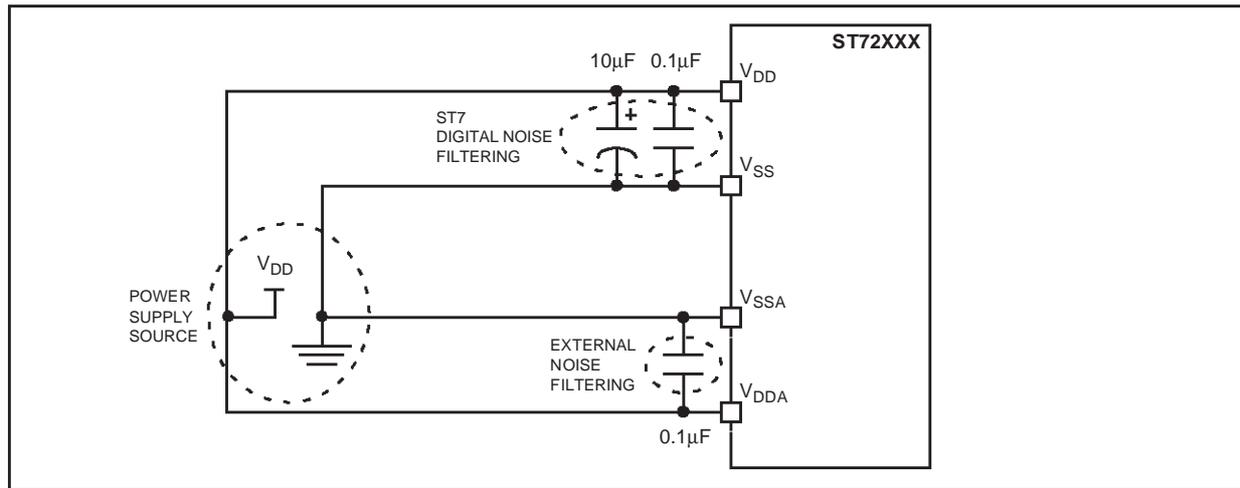 ST72XXX
10μF 0.1μF
VDD
+
ST7
DIGITAL NOISE
FILTERING
VSS
VDD
POWER
SUPPLY
SOURCE
VSSA
EXTERNAL
NOISE
FILTERING
VDDA
0.1μF